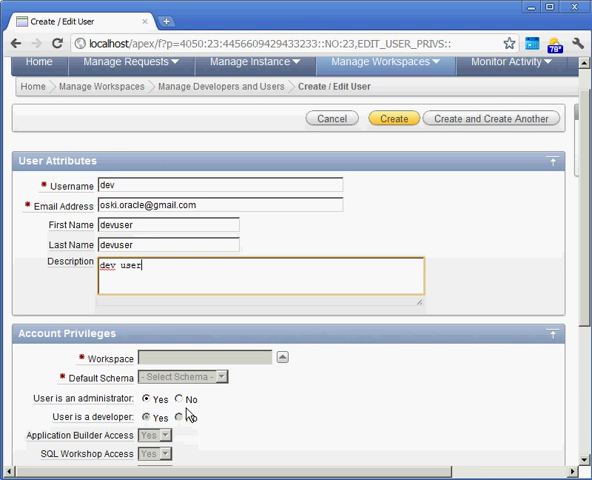 Create / Edit User
localhost/apex/f?p=4050:23:4456609429433233::NO:23,EDIT_USER_PRIVS::
78°
Home Manage Requests Manage Instance Manage Workspaces Monitor Activity
Home Manage Workspaces Manage Developers and Users Create / Edit User
Cancel Create Create and Create Another
User Attributes
Username dev
Email Address oski.oracle@gmail.com
First Name devuser
Last Name devuser
Description dev user
Account Privileges
Workspace
Default Schema - Select Schema -
User is an administrator: Yes No
User is a developer: Yes No
Application Builder Access Yes
SQL Workshop Access Yes